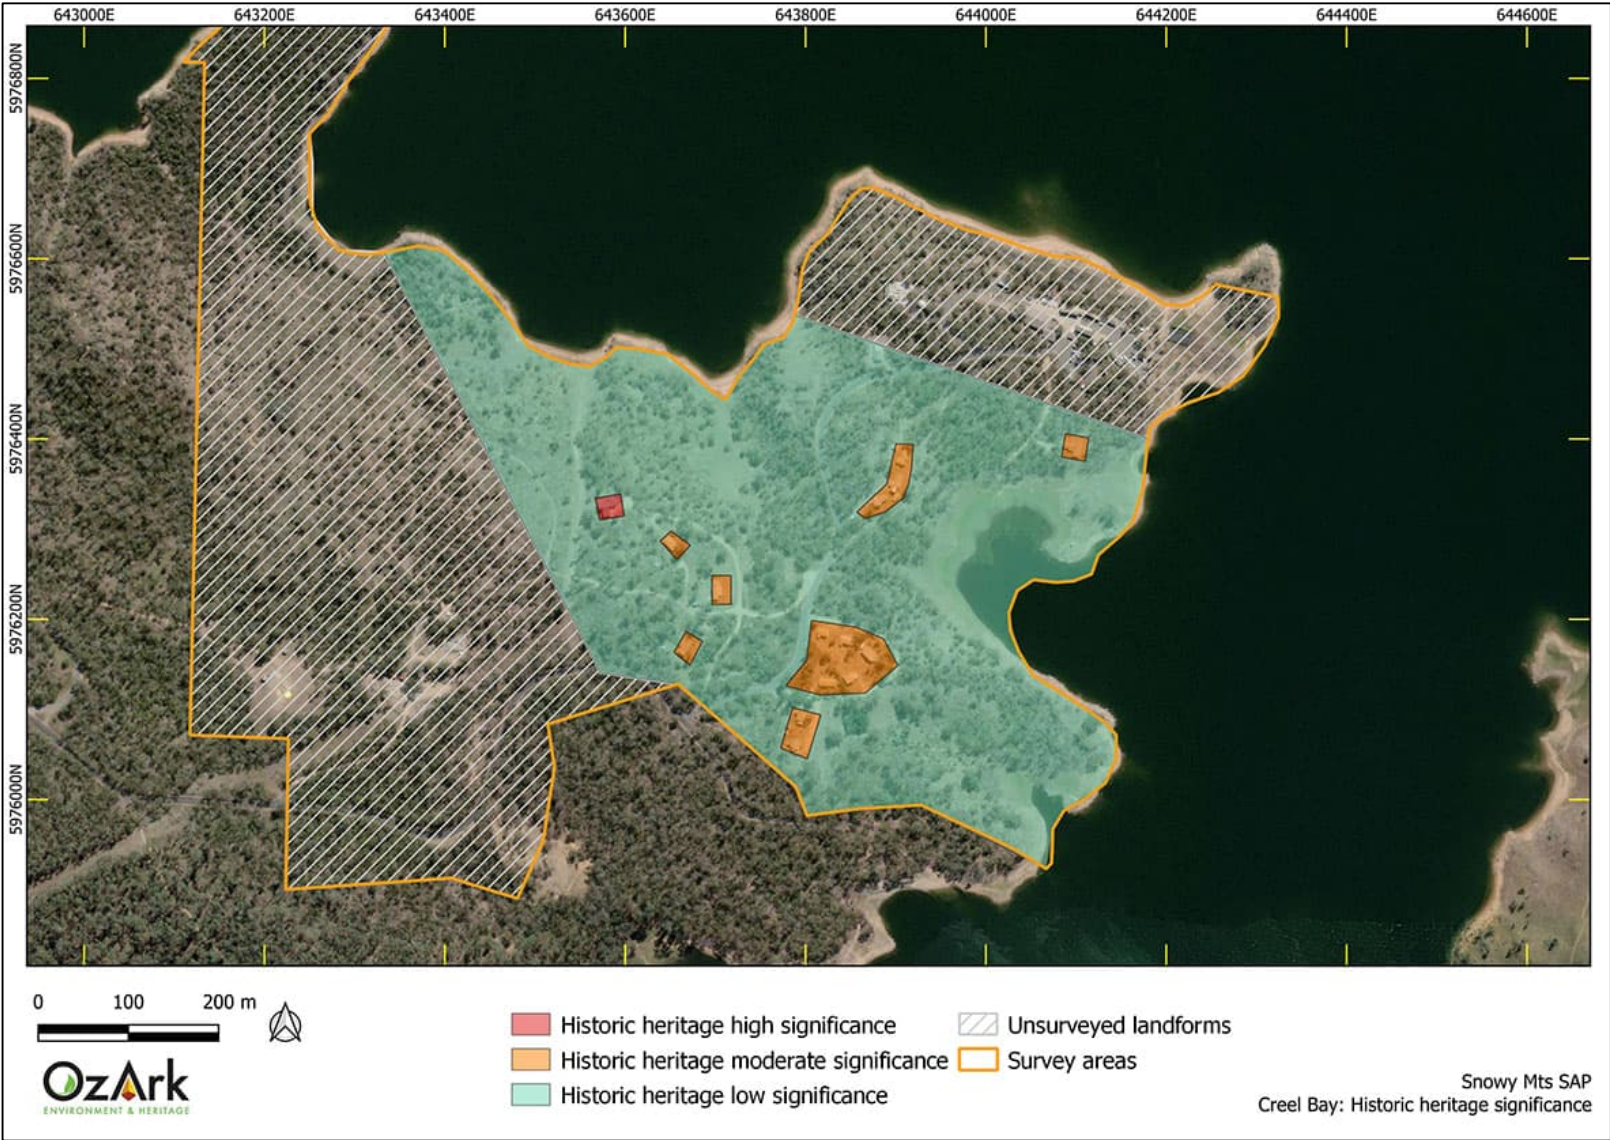 643000E 643200E 643400E 643600E 643800E 644000E 644200E 644400E 644600E
5976800N
5976600N
5976400N
5976200N
5976000N
0 100 200 m
OzArk
ENVIRONMENT & HERITAGE
Historic heritage high significance
Historic heritage moderate significance
Historic heritage low significance
Unsurveyed landforms
Survey areas
Snowy Mts SAP
Creel Bay: Historic heritage significance